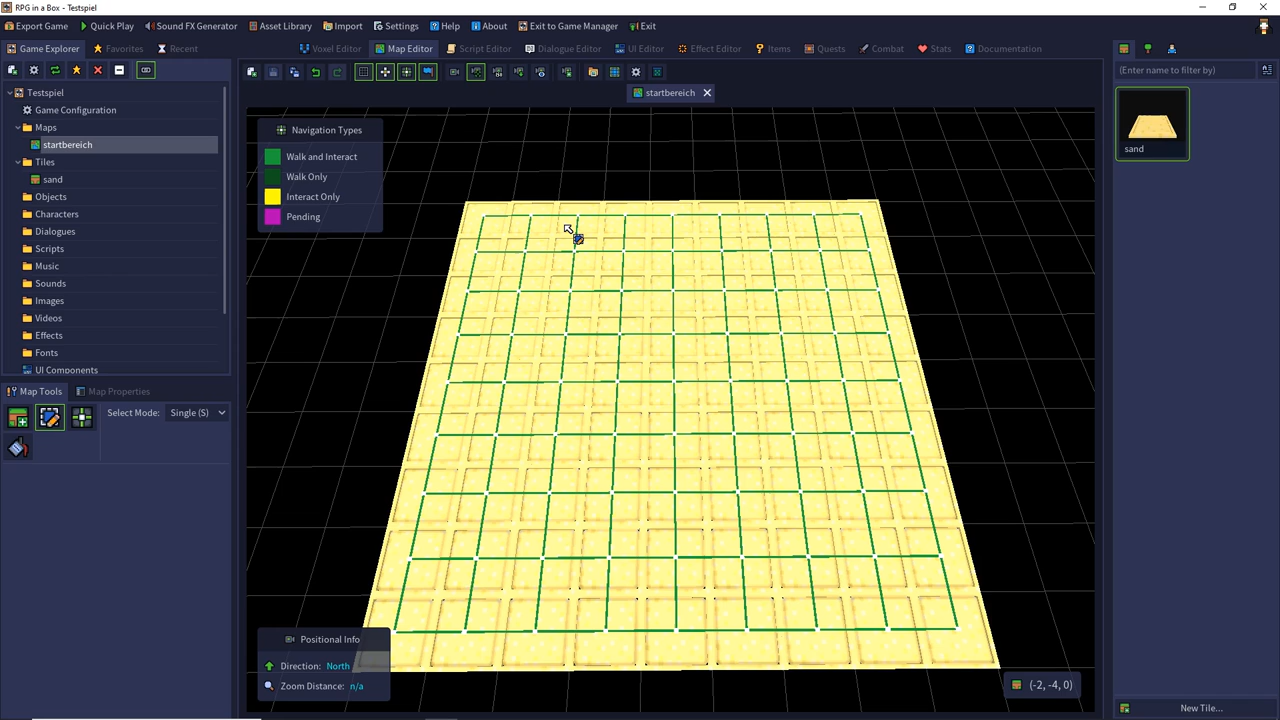 RPG in a Box - Testspiel
Export Game Quick Play Sound FX Generator Asset Library Import Settings Help About Exit to Game Manager Exit
Game Explorer Favorites Recent Voxel Editor Map Editor Script Editor Dialogue Editor UI Editor Effect Editor Items Quests Combat Stats Documentation
(Enter name to filter by)
startbereich
Testspiel
Game Configuration
Maps
startbereich
Tiles
sand
Objects
Characters
Dialogues
Scripts
Music
Sounds
Images
Videos
Effects
Fonts
UI Components
Map Tools Map Properties
Select Mode: Single (S)
Navigation Types
Walk and Interact
Walk Only
Interact Only
Pending
Positional Info
Direction: North
Zoom Distance: n/a
(-2, -4, 0)
sand
New Tile...